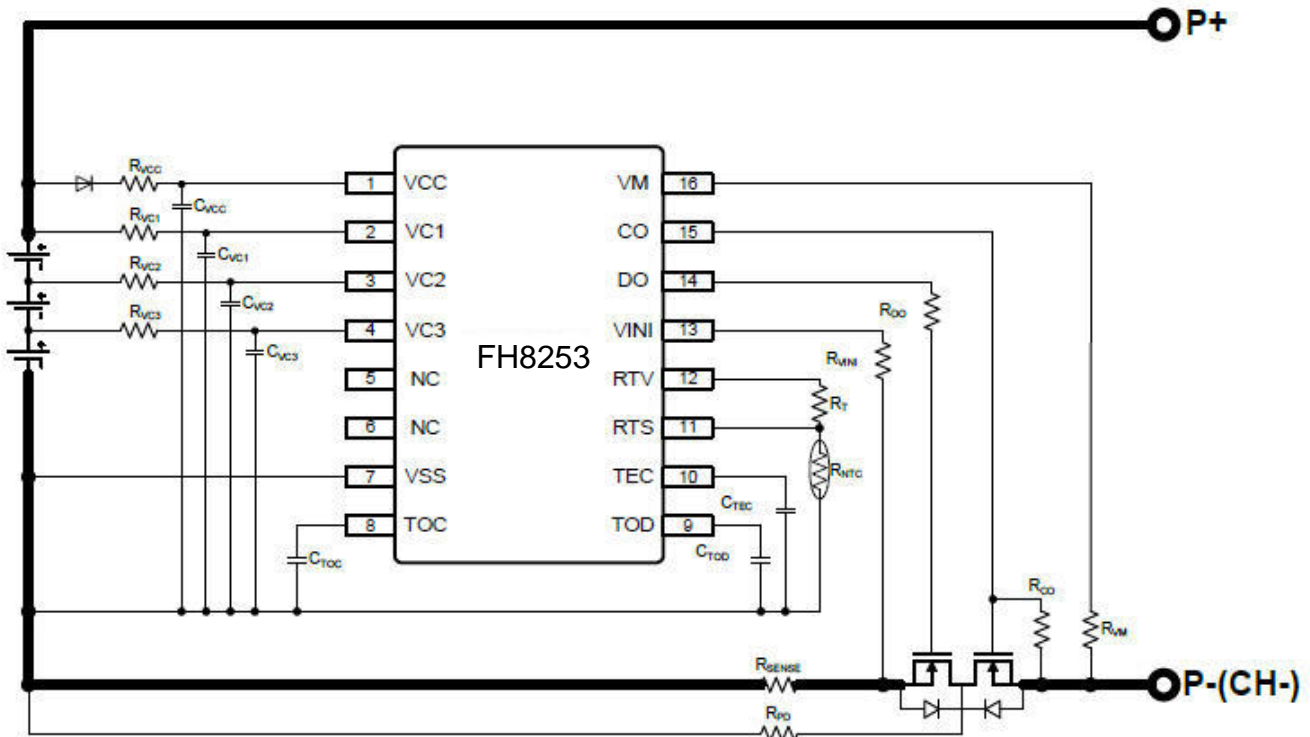 P+
RVCC
1 VCC
CVCC
VM 16
RVC1
2 VC1
CVC1
CO 15
RVC2
3 VC2
CVC2
DO 14
RDO
RVC3
4 VC3
CVC3
FH8253
VINI 13
RVINI
5 NC
RTV 12
RT
6 NC
RTS 11
RNTC
7 VSS
TEC 10
CTEC
8 TOC
CTOC
TOD 9
CTOD
RCO
RVM
RSENSE
P-(CH-)
RPD